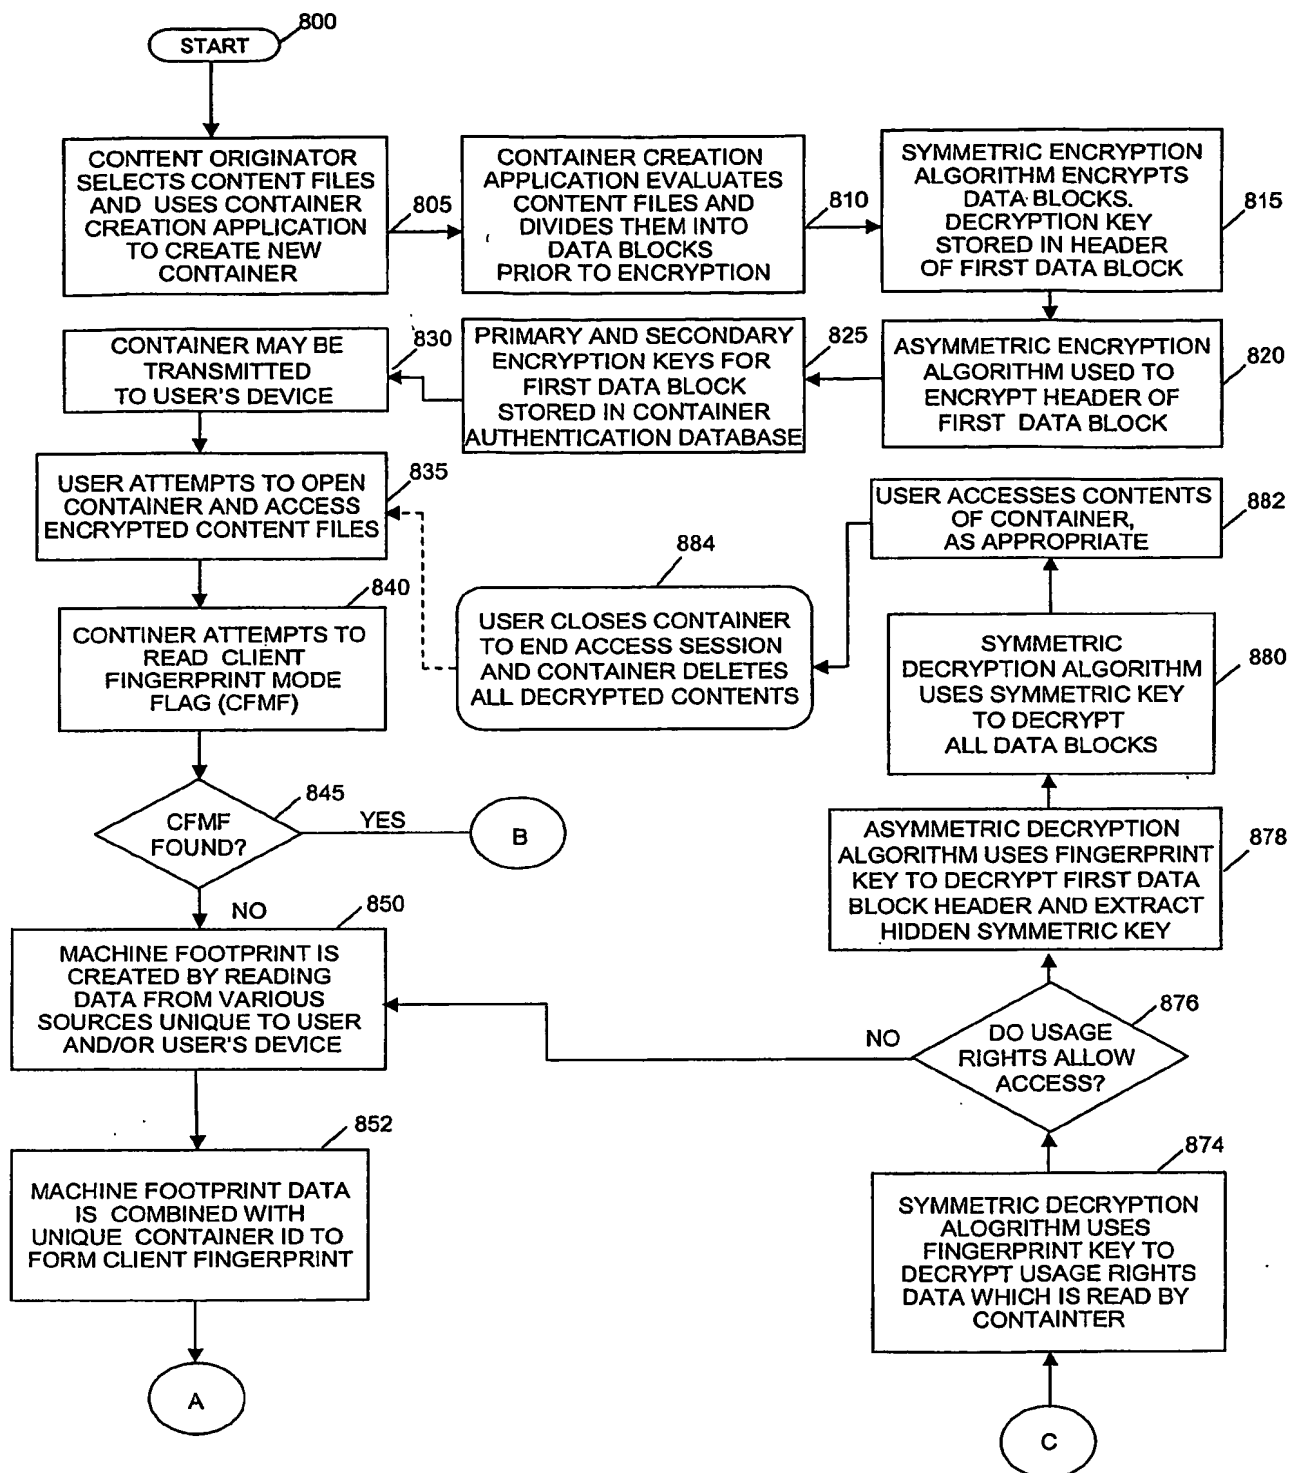 800
START
CONTENT ORIGINATOR
SELECTS CONTENT FILES
AND USES CONTAINER
CREATION APPLICATION
TO CREATE NEW
CONTAINER
805
CONTAINER CREATION
APPLICATION EVALUATES
CONTENT FILES AND
DIVIDES THEM INTO
DATA BLOCKS
PRIOR TO ENCRYPTION
810
SYMMETRIC ENCRYPTION
ALGORITHM ENCRYPTS
DATA BLOCKS.
DECRYPTION KEY
STORED IN HEADER
OF FIRST DATA BLOCK
815
ASYMMETRIC ENCRYPTION
ALGORITHM USED TO
ENCRYPT HEADER OF
FIRST DATA BLOCK
820
PRIMARY AND SECONDARY
ENCRYPTION KEYS FOR
FIRST DATA BLOCK
STORED IN CONTAINER
AUTHENTICATION DATABASE
825
CONTAINER MAY BE
TRANSMITTED
TO USER'S DEVICE
830
USER ATTEMPTS TO OPEN
CONTAINER AND ACCESS
ENCRYPTED CONTENT FILES
835
CONTINER ATTEMPTS TO
READ CLIENT
FINGERPRINT MODE
FLAG (CFMF)
840
CFMF
FOUND?
845
YES
B
NO
850
MACHINE FOOTPRINT IS
CREATED BY READING
DATA FROM VARIOUS
SOURCES UNIQUE TO USER
AND/OR USER'S DEVICE
852
MACHINE FOOTPRINT DATA
IS COMBINED WITH
UNIQUE CONTAINER ID TO
FORM CLIENT FINGERPRINT
A
USER ACCESSES CONTENTS
OF CONTAINER,
AS APPROPRIATE
882
884
USER CLOSES CONTAINER
TO END ACCESS SESSION
AND CONTAINER DELETES
ALL DECRYPTED CONTENTS
SYMMETRIC
DECRYPTION ALGORITHM
USES SYMMETRIC KEY
TO DECRYPT
ALL DATA BLOCKS
880
ASYMMETRIC DECRYPTION
ALGORITHM USES FINGERPRINT
KEY TO DECRYPT FIRST DATA
BLOCK HEADER AND EXTRACT
HIDDEN SYMMETRIC KEY
878
876
NO
DO USAGE
RIGHTS ALLOW
ACCESS?
874
SYMMETRIC DECRYPTION
ALOGRITHM USES
FINGERPRINT KEY TO
DECRYPT USAGE RIGHTS
DATA WHICH IS READ BY
CONTAINTER
C